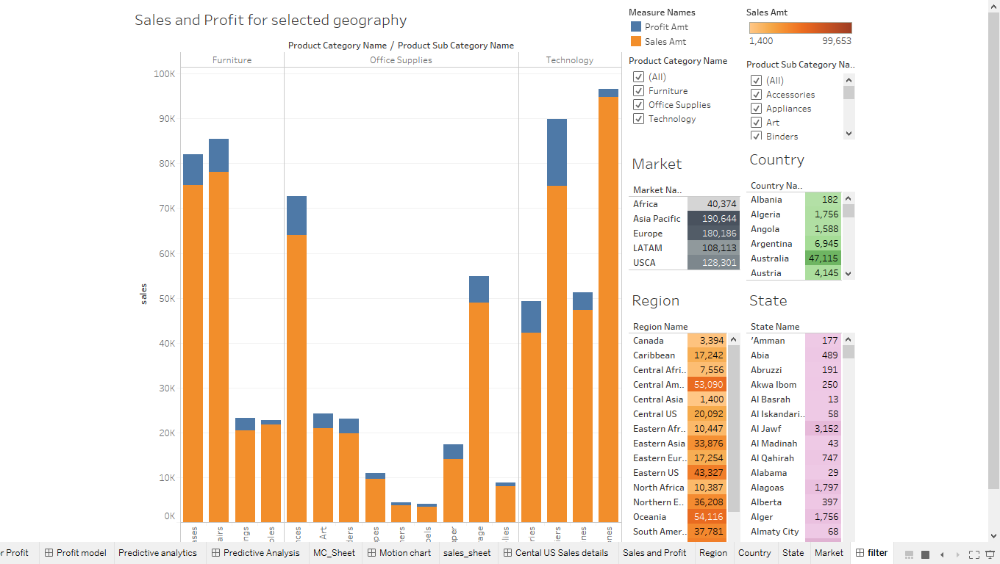 Sales and Profit for selected geography
Product Category Name / Product Sub Category Name
Furniture
Office Supplies
Technology
100K
90K
80K
70K
60K
50K
40K
30K
20K
10K
0K
sales
ases
airs
ngs
les
nces
Art
ders
pes
ners
bels
aper
rage
lies
ries
iers
nes
ones
Measure Names
Profit Amt
Sales Amt
Product Category Name
(All)
Furniture
Office Supplies
Technology
Sales Amt
1,400 99,653
Product Sub Category Na..
(All)
Accessories
Appliances
Art
Binders
Market
Market Na..
Africa 40,374
Asia Pacific 190,644
Europe 180,186
LATAM 108,113
USCA 128,301
Country
Country Na..
Albania 182
Algeria 1,756
Angola 1,588
Argentina 6,945
Australia 47,115
Austria 4,145
Region
Region Name
Canada 3,394
Caribbean 17,242
Central Afri.. 7,556
Central Am.. 53,090
Central Asia 1,400
Central US 20,092
Eastern Afr.. 10,447
Eastern Asia 33,876
Eastern Eur.. 17,254
Eastern US 43,327
North Africa 10,387
Northern E.. 36,208
Oceania 54,116
South Amer.. 37,781
State
State Name
‘Amman 177
Abia 489
Abruzzi 191
Akwa Ibom 250
Al Basrah 13
Al Iskandari.. 58
Al Jawf 3,152
Al Madinah 43
Al Qahirah 747
Alabama 29
Alagoas 1,797
Alberta 397
Alger 1,756
Almaty City 68
r Profit Profit model Predictive analytics Predictive Analysis MC_Sheet Motion chart sales_sheet Cental US Sales details Sales and Profit Region Country State Market filter